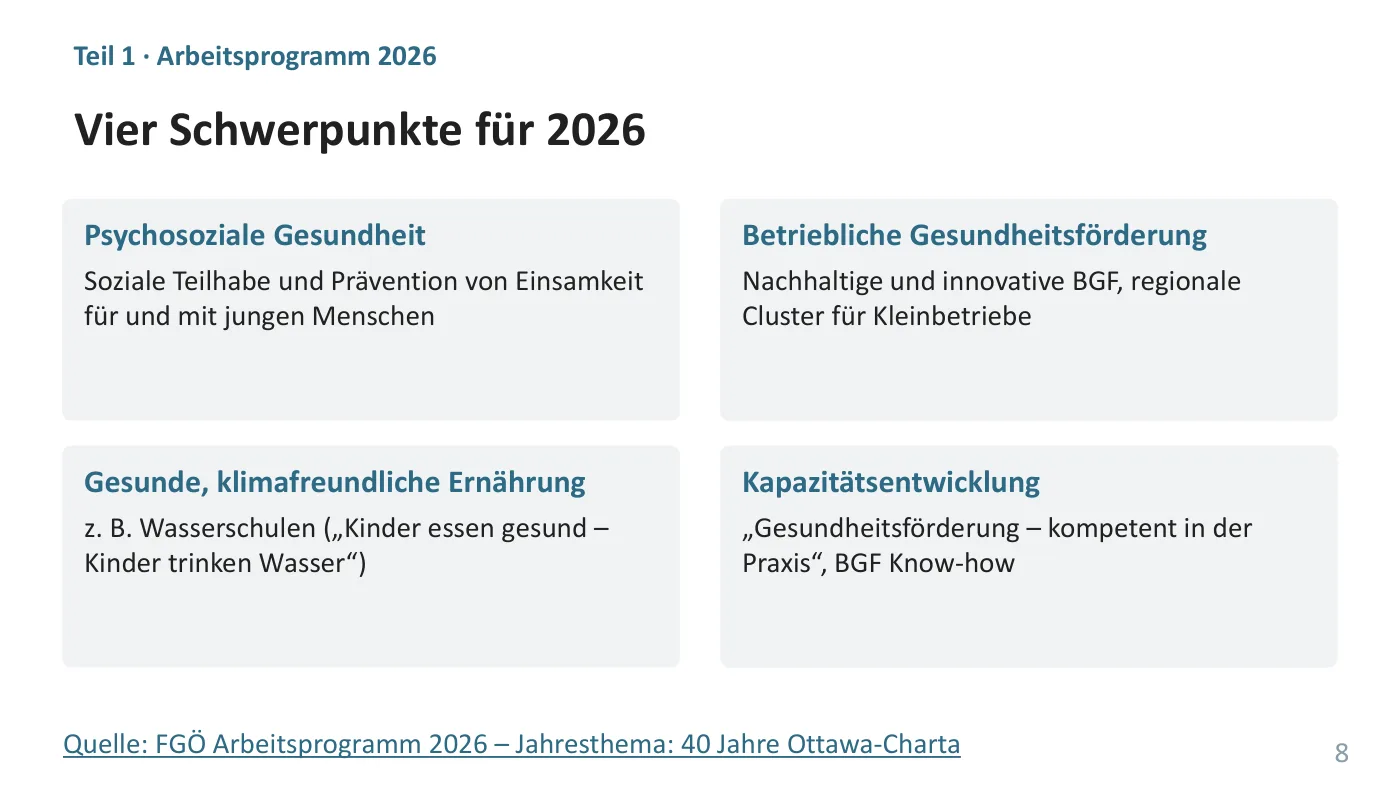 Teil 1 · Arbeitsprogramm 2026
Vier Schwerpunkte für 2026
Psychosoziale Gesundheit
Soziale Teilhabe und Prävention von Einsamkeit
für und mit jungen Menschen
Betriebliche Gesundheitsförderung
Nachhaltige und innovative BGF, regionale
Cluster für Kleinbetriebe
Gesunde, klimafreundliche Ernährung
z. B. Wasserschulen („Kinder essen gesund –
Kinder trinken Wasser“)
Kapazitätsentwicklung
„Gesundheitsförderung – kompetent in der
Praxis“, BGF Know-how
Quelle: FGÖ Arbeitsprogramm 2026 – Jahresthema: 40 Jahre Ottawa-Charta
8